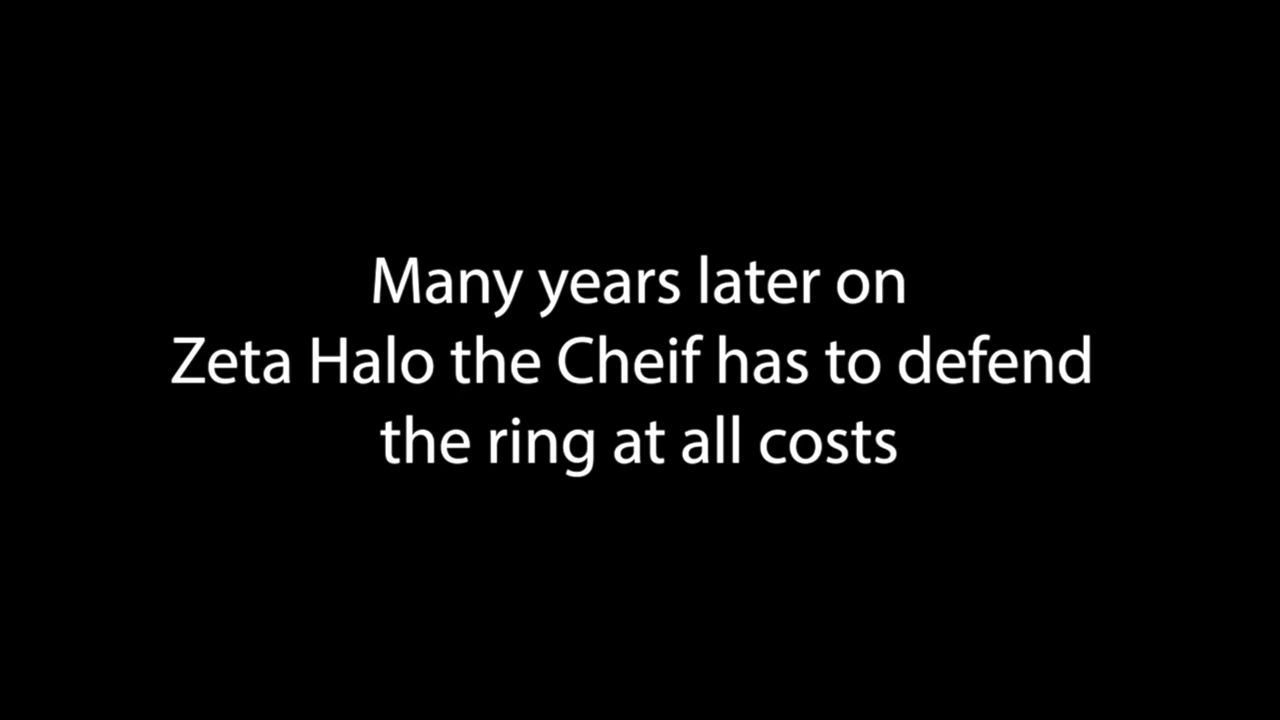 Many years later on
Zeta Halo the Cheif has to defend
the ring at all costs